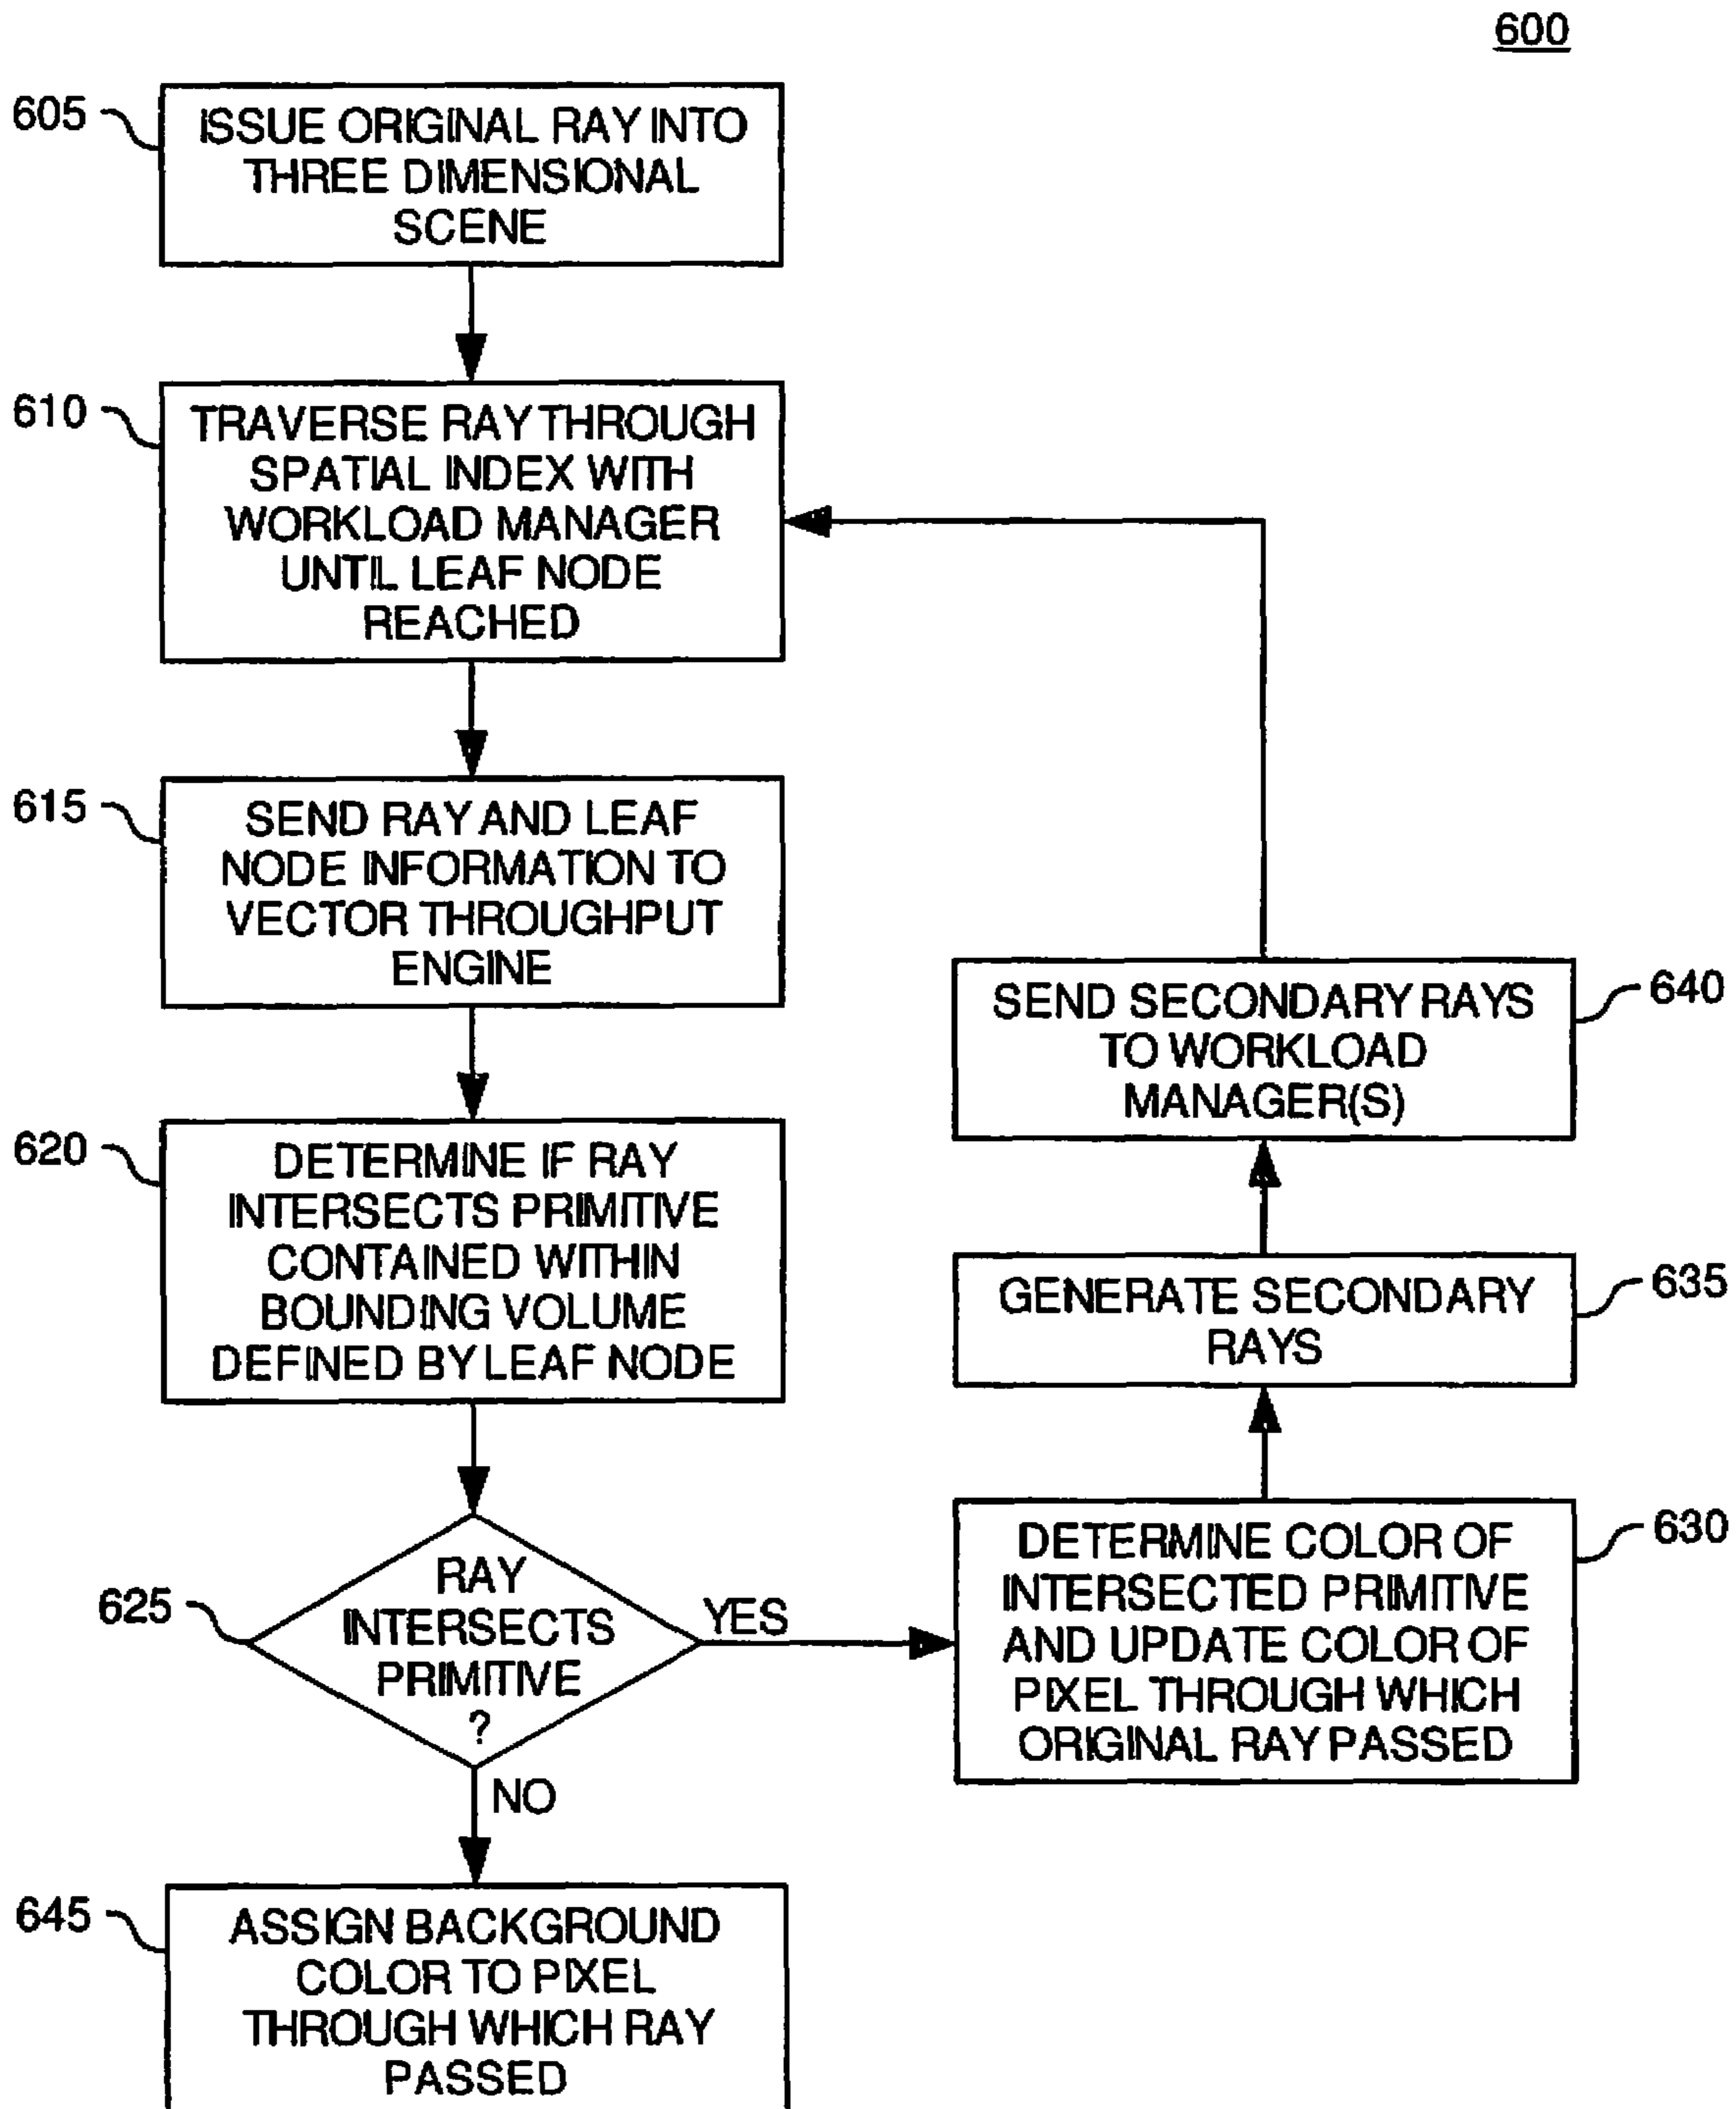 600
605
ISSUE ORIGINAL RAY INTO
THREE DIMENSIONAL
SCENE
610
TRAVERSE RAY THROUGH
SPATIAL INDEX WITH
WORKLOAD MANAGER
UNTIL LEAF NODE
REACHED
615
SEND RAY AND LEAF
NODE INFORMATION TO
VECTOR THROUGHPUT
ENGINE
620
DETERMINE IF RAY
INTERSECTS PRIMITIVE
CONTAINED WITHIN
BOUNDING VOLUME
DEFINED BY LEAF NODE
625
RAY
INTERSECTS
PRIMITIVE
?
YES
NO
630
DETERMINE COLOR OF
INTERSECTED PRIMITIVE
AND UPDATE COLOR OF
PIXEL THROUGH WHICH
ORIGINAL RAY PASSED
635
GENERATE SECONDARY
RAYS
640
SEND SECONDARY RAYS
TO WORKLOAD
MANAGER(S)
645
ASSIGN BACKGROUND
COLOR TO PIXEL
THROUGH WHICH RAY
PASSED